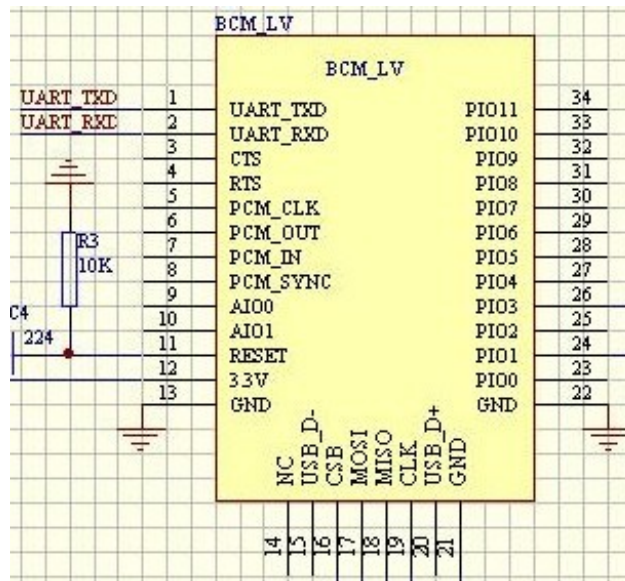 BCM_LV
BCM_LV
UART_TXD 1 UART_TXD PIO11 34
UART_RXD 2 UART_RXD PIO10 33
3 CTS PIO9 32
4 RTS PIO8 31
5 PCM_CLK PIO7 30
6 PCM_OUT PIO6 29
7 PCM_IN PIO5 28
8 PCM_SYNC PIO4 27
9 AIO0 PIO3 26
10 AIO1 PIO2 25
11 RESET PIO1 24
12 3.3V PIO0 23
13 GND GND 22
R3
10K
C4
224
NC
USB_D-
CSB
MOSI
MISO
CLK
USB_D+
GND
14
15
16
17
18
19
20
21